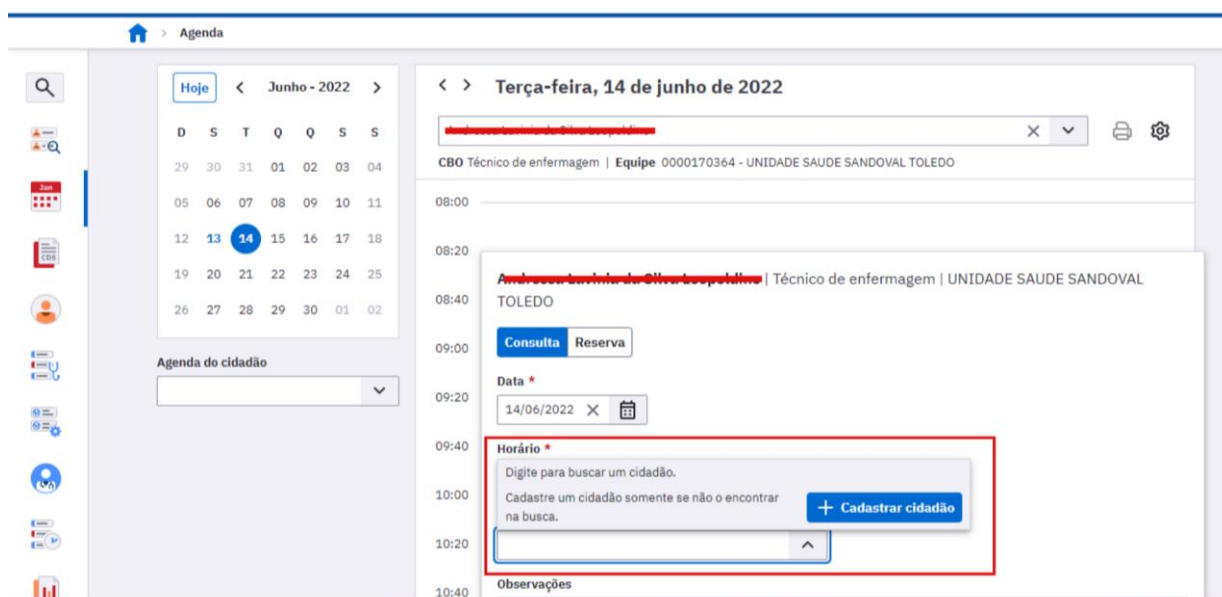 Agenda
Hoje
Junho - 2022
D S T Q Q S S
29 30 31 01 02 03 04
05 06 07 08 09 10 11
12 13 14 15 16 17 18
19 20 21 22 23 24 25
26 27 28 29 30 01 02
Agenda do cidadão
Jan
CDS
Terça-feira, 14 de junho de 2022
CBO Técnico de enfermagem | Equipe 0000170364 - UNIDADE SAUDE SANDOVAL TOLEDO
08:00
08:20
08:40
09:00
09:20
09:40
10:00
10:20
10:40
| Técnico de enfermagem | UNIDADE SAUDE SANDOVAL
TOLEDO
Consulta Reserva
Data *
14/06/2022
Horário *
Digite para buscar um cidadão.
Cadastre um cidadão somente se não o encontrar
na busca.
+ Cadastrar cidadão
Observações